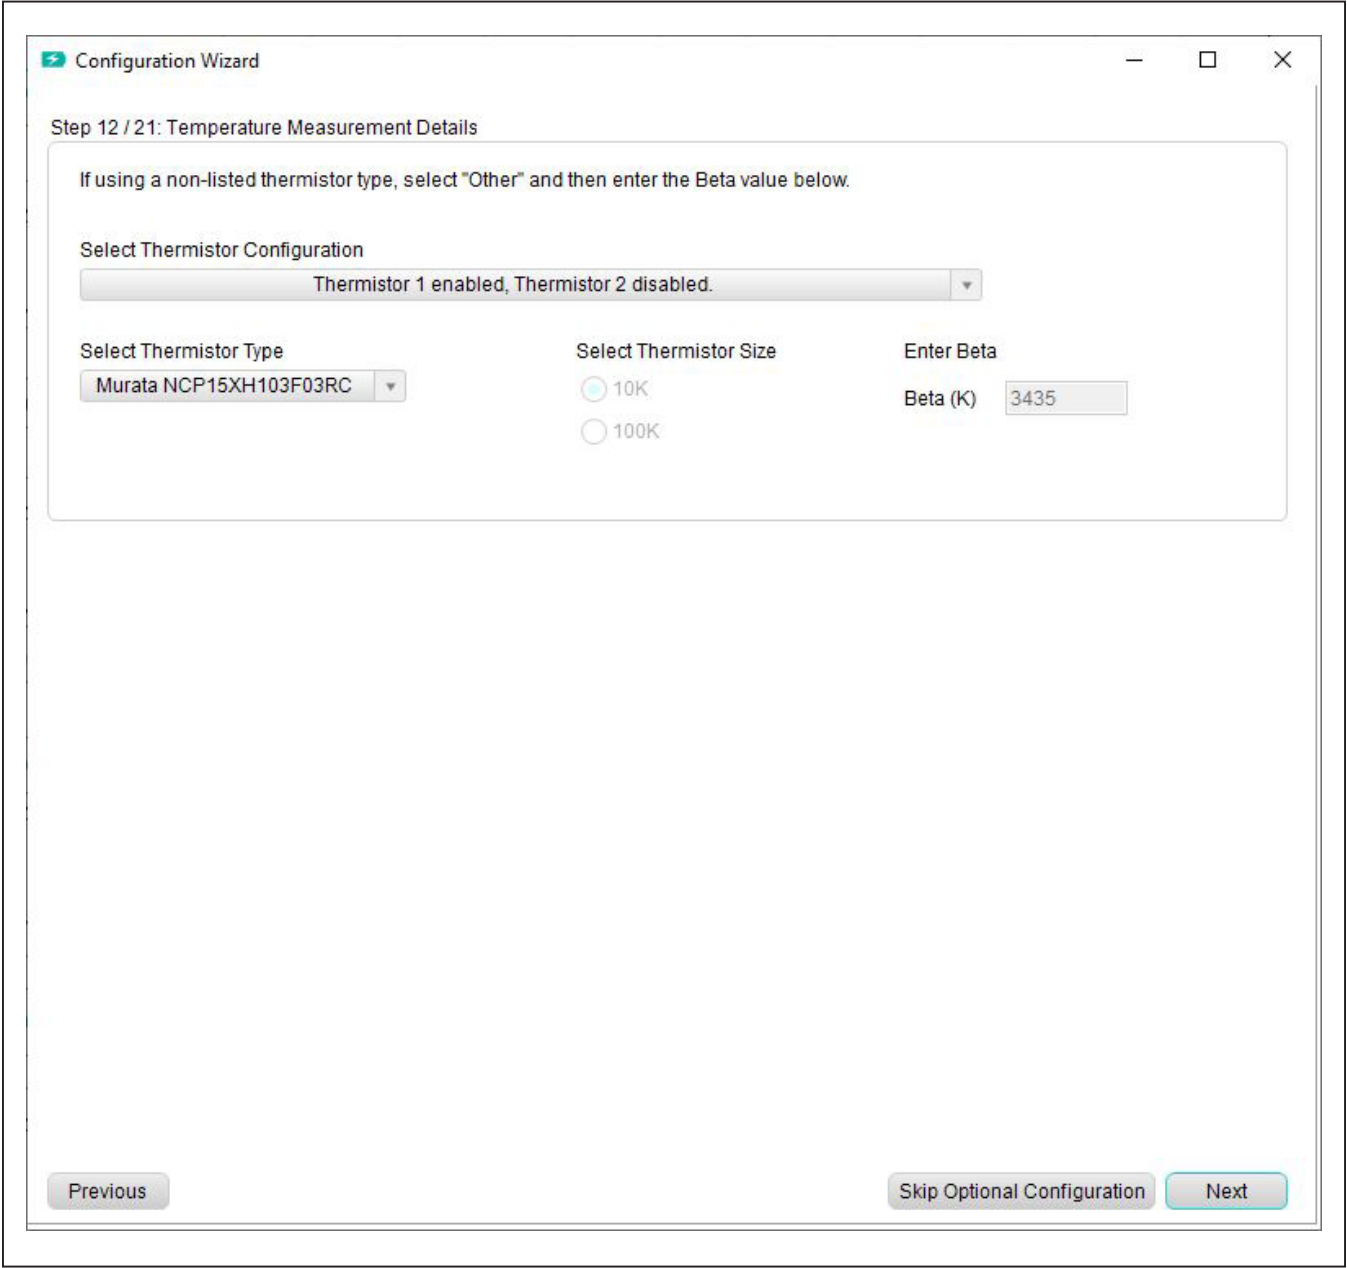 Configuration Wizard
Step 12 / 21: Temperature Measurement Details
If using a non-listed thermistor type, select "Other" and then enter the Beta value below.
Select Thermistor Configuration
Thermistor 1 enabled, Thermistor 2 disabled.
Select Thermistor Type
Murata NCP15XH103F03RC
Select Thermistor Size
10K
100K
Enter Beta
Beta (K) 3435
Previous
Skip Optional Configuration
Next